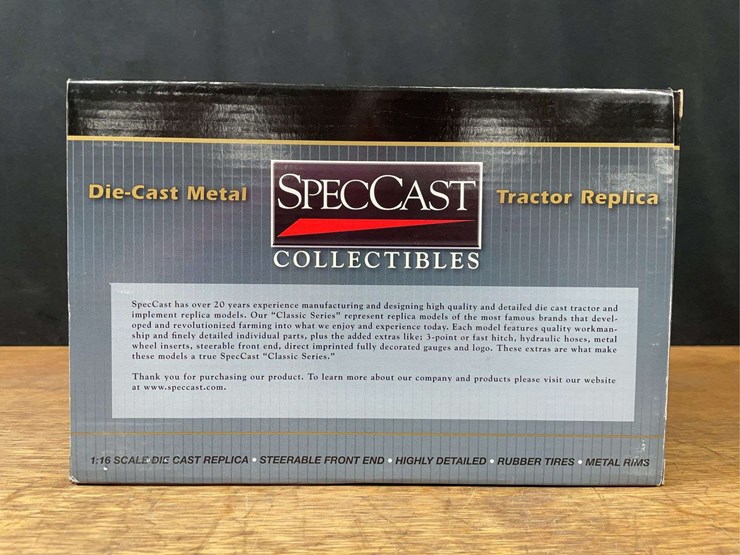 Die-Cast Metal
SPECCAST
Tractor Replica
COLLECTIBLES
SpecCast has over 20 years experience manufacturing and designing high quality and detailed die cast tractor and
implement replica models. Our "Classic Series" represent replica models of the most famous brands that devel-
oped and revolutionized farming into what we enjoy and experience today. Each model features quality workman-
ship and finely detailed individual parts, plus the added extras like; 3-point or fast hitch, hydraulic hoses, metal
wheel inserts, steerable front end, direct imprinted fully decorated gauges and logo. These extras are what make
these models a true SpecCast "Classic Series."
Thank you for purchasing our product. To learn more about our company and products please visit our website
at www.speccast.com.
1:16 SCALE DIE CAST REPLICA • STEERABLE FRONT END • HIGHLY DETAILED • RUBBER TIRES • METAL RIMS